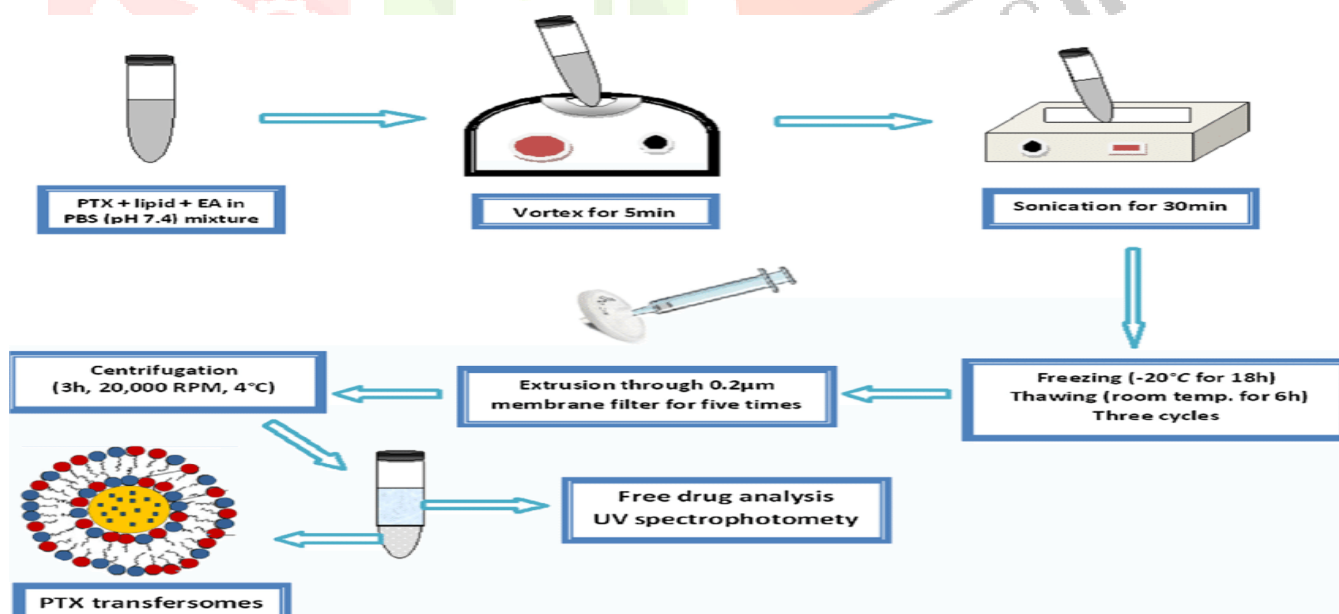 PTX + lipid + EA in
PBS (pH 7.4) mixture
Vortex for 5min
Sonication for 30min
Freezing (-20°C for 18h)
Thawing (room temp. for 6h)
Three cycles
Extrusion through 0.2µm
membrane filter for five times
Centrifugation
(3h, 20,000 RPM, 4°C)
Free drug analysis
UV spectrophotomety
PTX transfersomes